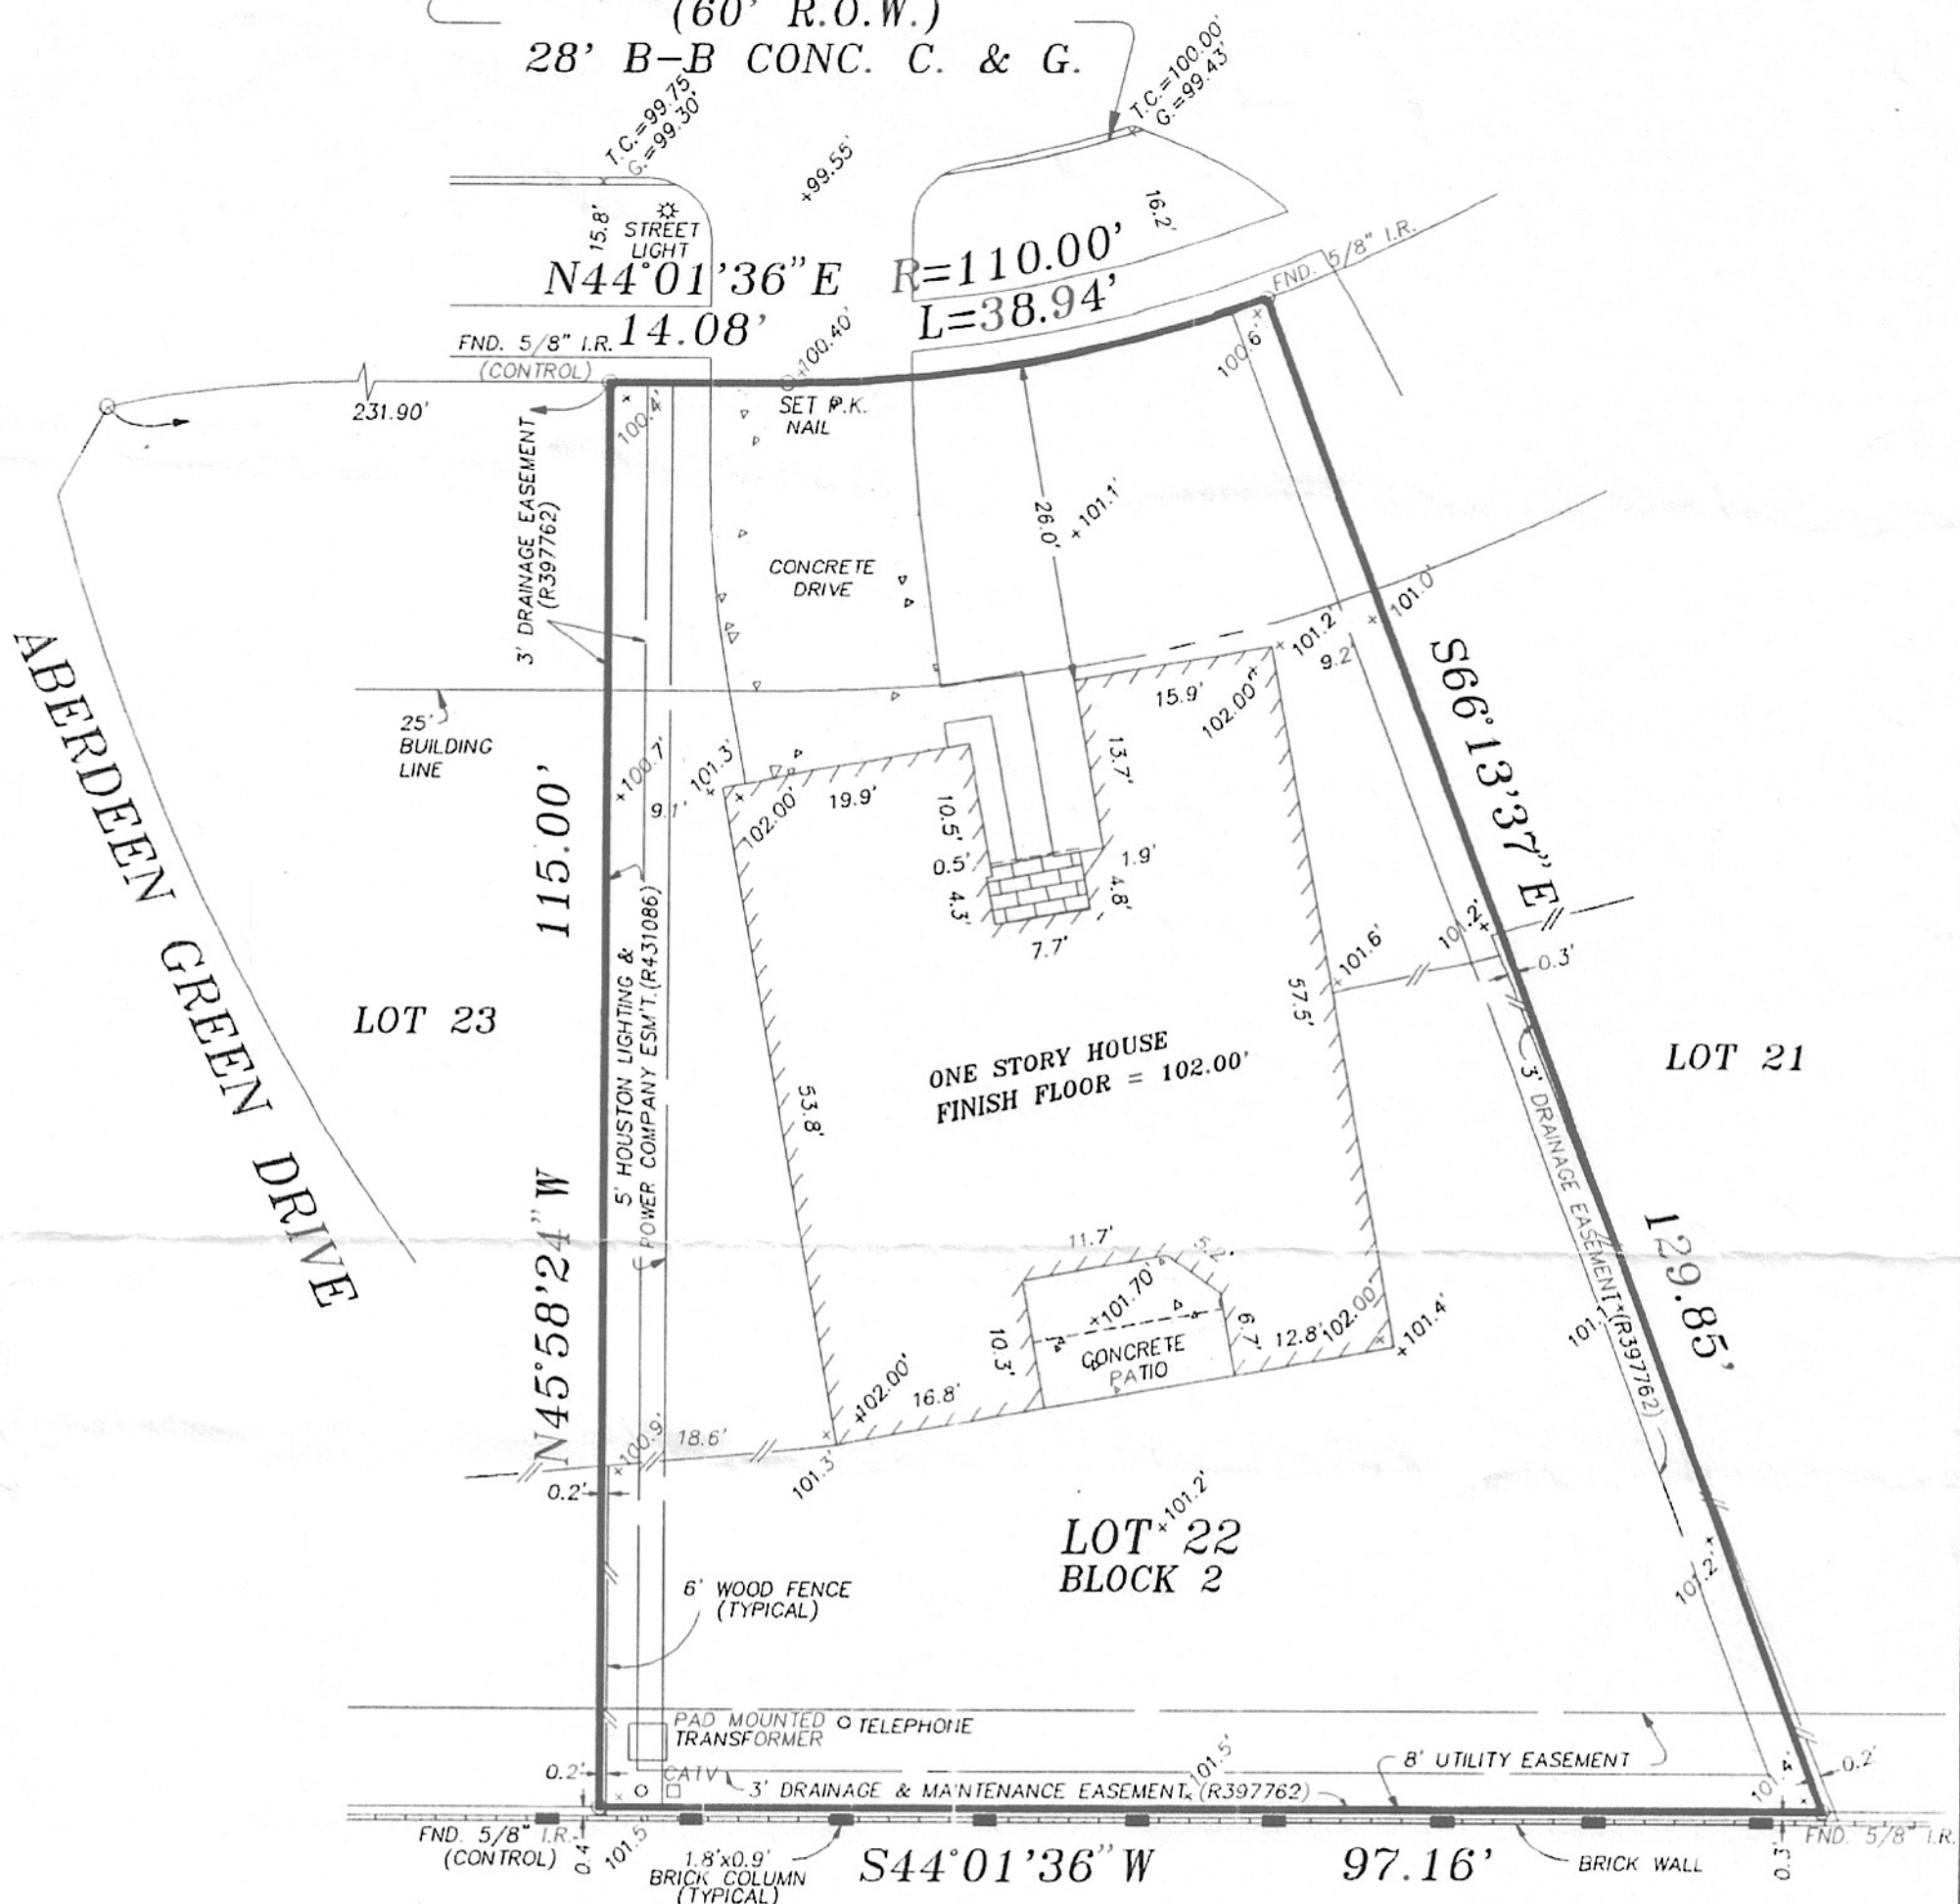 (60' R.O.W.)
28' B-B CONC. C. & G.
T.C.=99.75'
G.=99.30'
+99.55'
T.C.=100.00'
G.=99.43'
15.8'
STREET
LIGHT
16.2'
N44°01'36"E
R=110.00'
14.08'
L=38.94'
FND. 5/8" I.R.
(CONTROL)
+100.40'
FND. 5/8" I.R.
231.90'
100.4'
SET P.K.
NAIL
100.6'
3' DRAINAGE EASEMENT
(R397762)
CONCRETE
DRIVE
26.0'
101.1'
101.0'
101.2'
9.2'
S66°13'37"E
129.85'
ABERDEEN GREEN DRIVE
25'
BUILDING
LINE
115.00'
N45°58'24"W
100.7'
9.1'
101.3'
102.00'
19.9'
15.9'
102.00'
13.7'
10.5'
0.5'
4.3'
1.9'
4.8'
7.7'
101.6'
101.2'
0.3'
57.5'
LOT 23
5' HOUSTON LIGHTING &
POWER COMPANY ESM'T.(R431086)
53.8'
ONE STORY HOUSE
FINISH FLOOR = 102.00'
LOT 21
3' DRAINAGE EASEMENT (R397762)
11.7'
5.2'
101.70'
10.3'
CONCRETE
PATIO
6.7'
12.8'
102.00'
101.4'
101.1'
102.00'
16.8'
100.9'
18.6'
101.3'
0.2'
101.2'
LOT 22
BLOCK 2
101.2'
6' WOOD FENCE
(TYPICAL)
PAD MOUNTED
TRANSFORMER
TELEPHONE
8' UTILITY EASEMENT
101.5'
0.2'
CATV
3' DRAINAGE & MAINTENANCE EASEMENT (R397762)
101.4'
0.2'
FND. 5/8" I.R.
(CONTROL)
0.4'
101.5'
1.8'x0.9'
BRICK COLUMN
(TYPICAL)
S44°01'36"W
97.16'
BRICK WALL
0.3'
FND. 5/8" I.R.